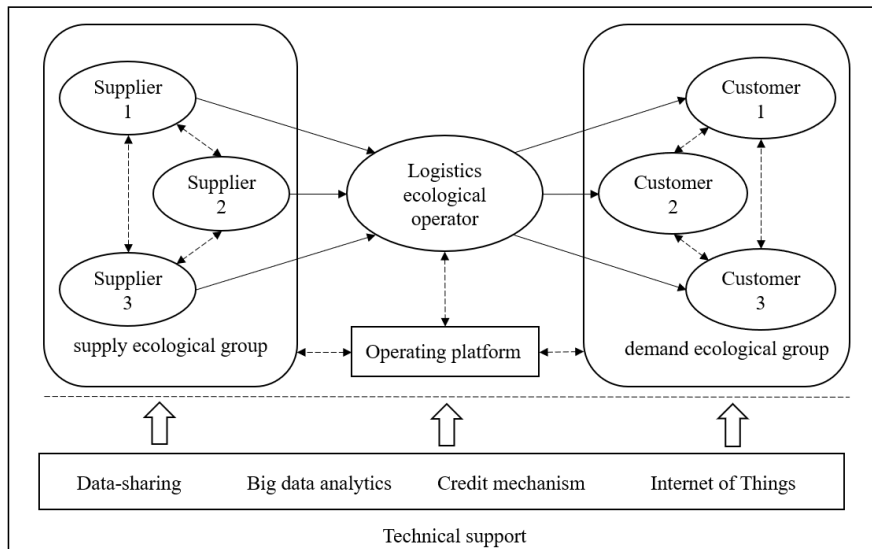 Supplier
1
Customer
1
Supplier
2
Logistics
ecological
operator
Customer
2
Supplier
3
Customer
3
supply ecological group
Operating platform
demand ecological group
Data-sharing
Big data analytics
Credit mechanism
Internet of Things
Technical support